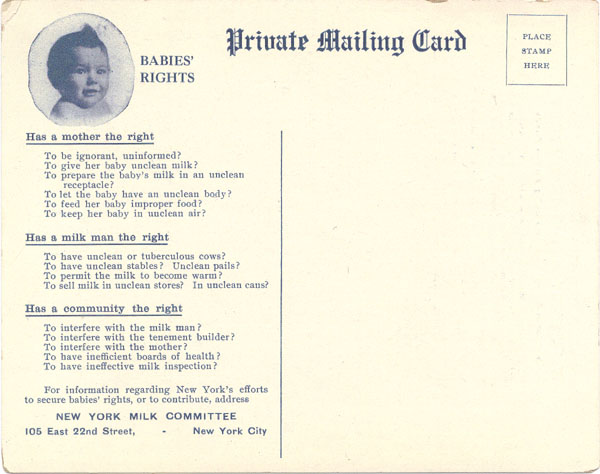 Private Mailing Card
PLACE
STAMP
HERE
BABIES'
RIGHTS
Has a mother the right
To be ignorant, uninformed?
To give her baby unclean milk?
To prepare the baby's milk in an unclean
receptacle?
To let the baby have an unclean body?
To feed her baby improper food?
To keep her baby in unclean air?
Has a milk man the right
To have unclean or tuberculous cows?
To have unclean stables? Unclean pails?
To permit the milk to become warm?
To sell milk in unclean stores? In unclean cans?
Has a community the right
To interfere with the milk man?
To interfere with the tenement builder?
To interfere with the mother?
To have inefficient boards of health?
To have ineffective milk inspection?
For information regarding New York's efforts
to secure babies' rights, or to contribute, address
NEW YORK MILK COMMITTEE
105 East 22nd Street, - New York City